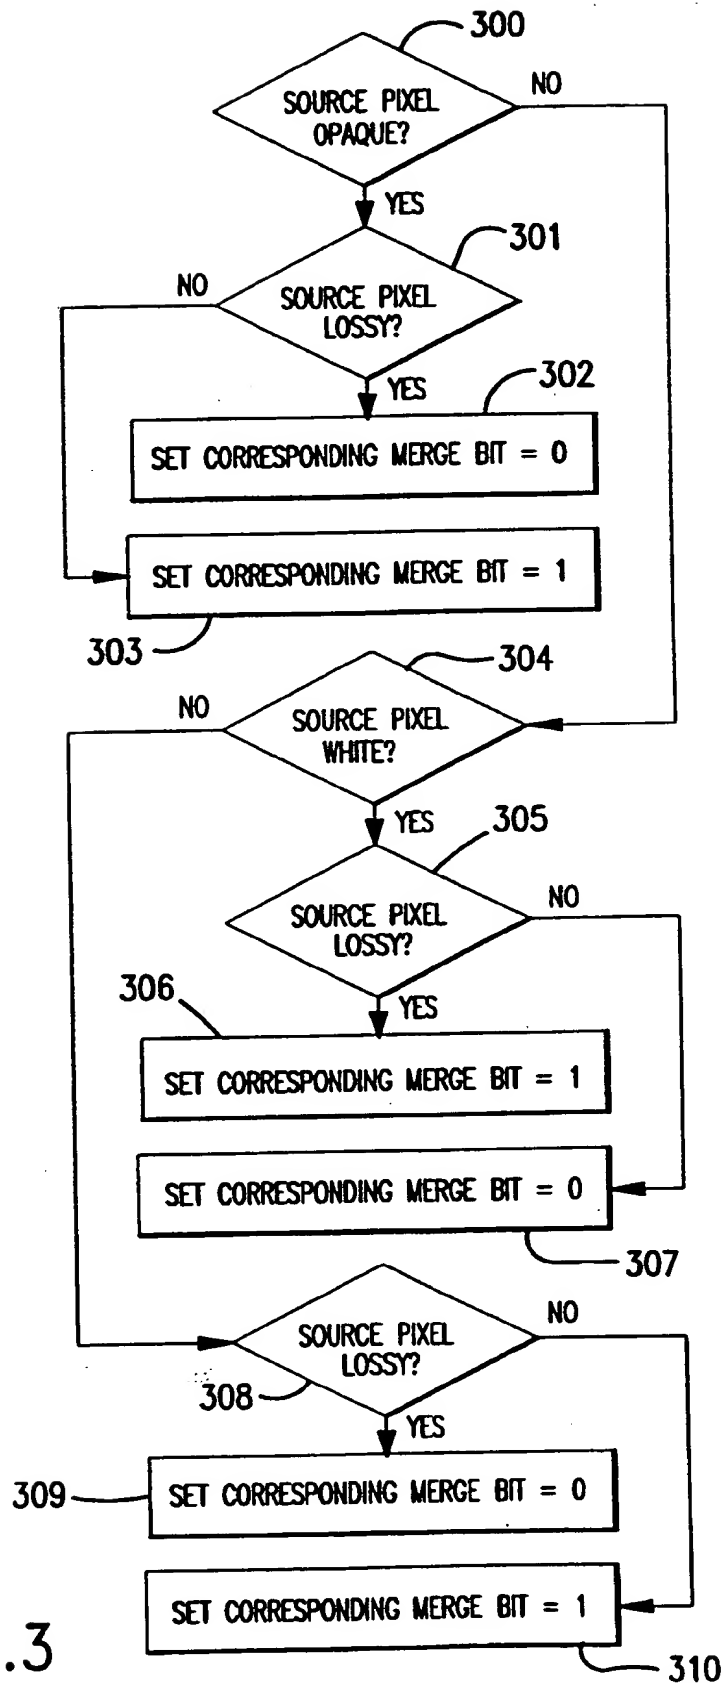 300
SOURCE PIXEL
OPAQUE?
NO
YES
301
NO
SOURCE PIXEL
LOSSY?
YES
302
SET CORRESPONDING MERGE BIT = 0
SET CORRESPONDING MERGE BIT = 1
303
304
NO
SOURCE PIXEL
WHITE?
YES
305
SOURCE PIXEL
LOSSY?
NO
306
YES
SET CORRESPONDING MERGE BIT = 1
SET CORRESPONDING MERGE BIT = 0
307
NO
SOURCE PIXEL
LOSSY?
308
YES
309
SET CORRESPONDING MERGE BIT = 0
SET CORRESPONDING MERGE BIT = 1
.3
310